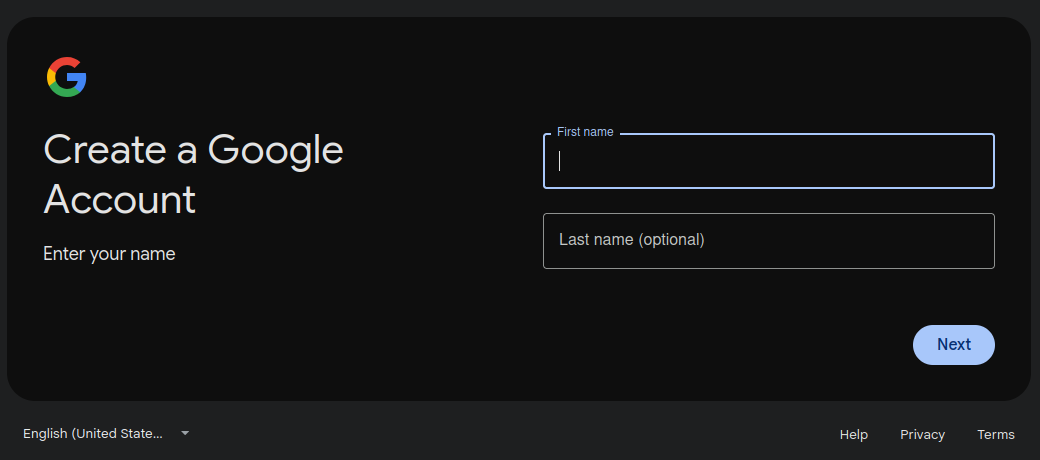 Create a Google
Account
Enter your name
First name
Last name (optional)
Next
English (United State...
Help
Privacy
Terms